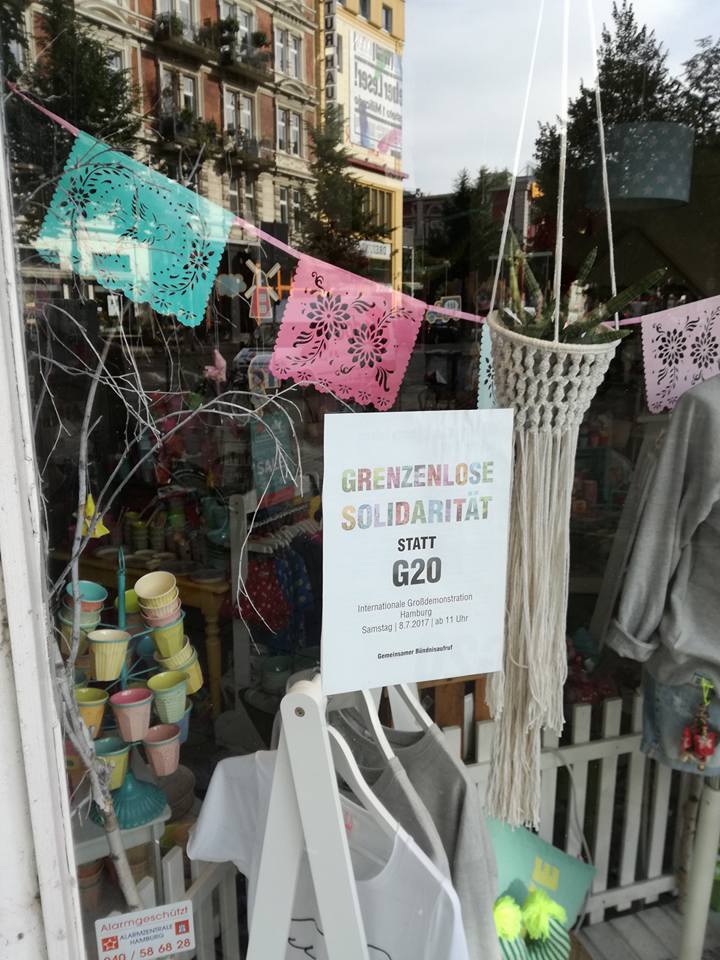 GRENZENLOSE
SOLIDARITÄT
STATT
G20
Internationale Großdemonstration
Hamburg
Samstag | 8.7.2017 | ab 11 Uhr
Gemeinsamer Bündnisaufruf
Alarmgeschützt!
ALARMZENTRALE
HAMBURG
040 / 58 68 28